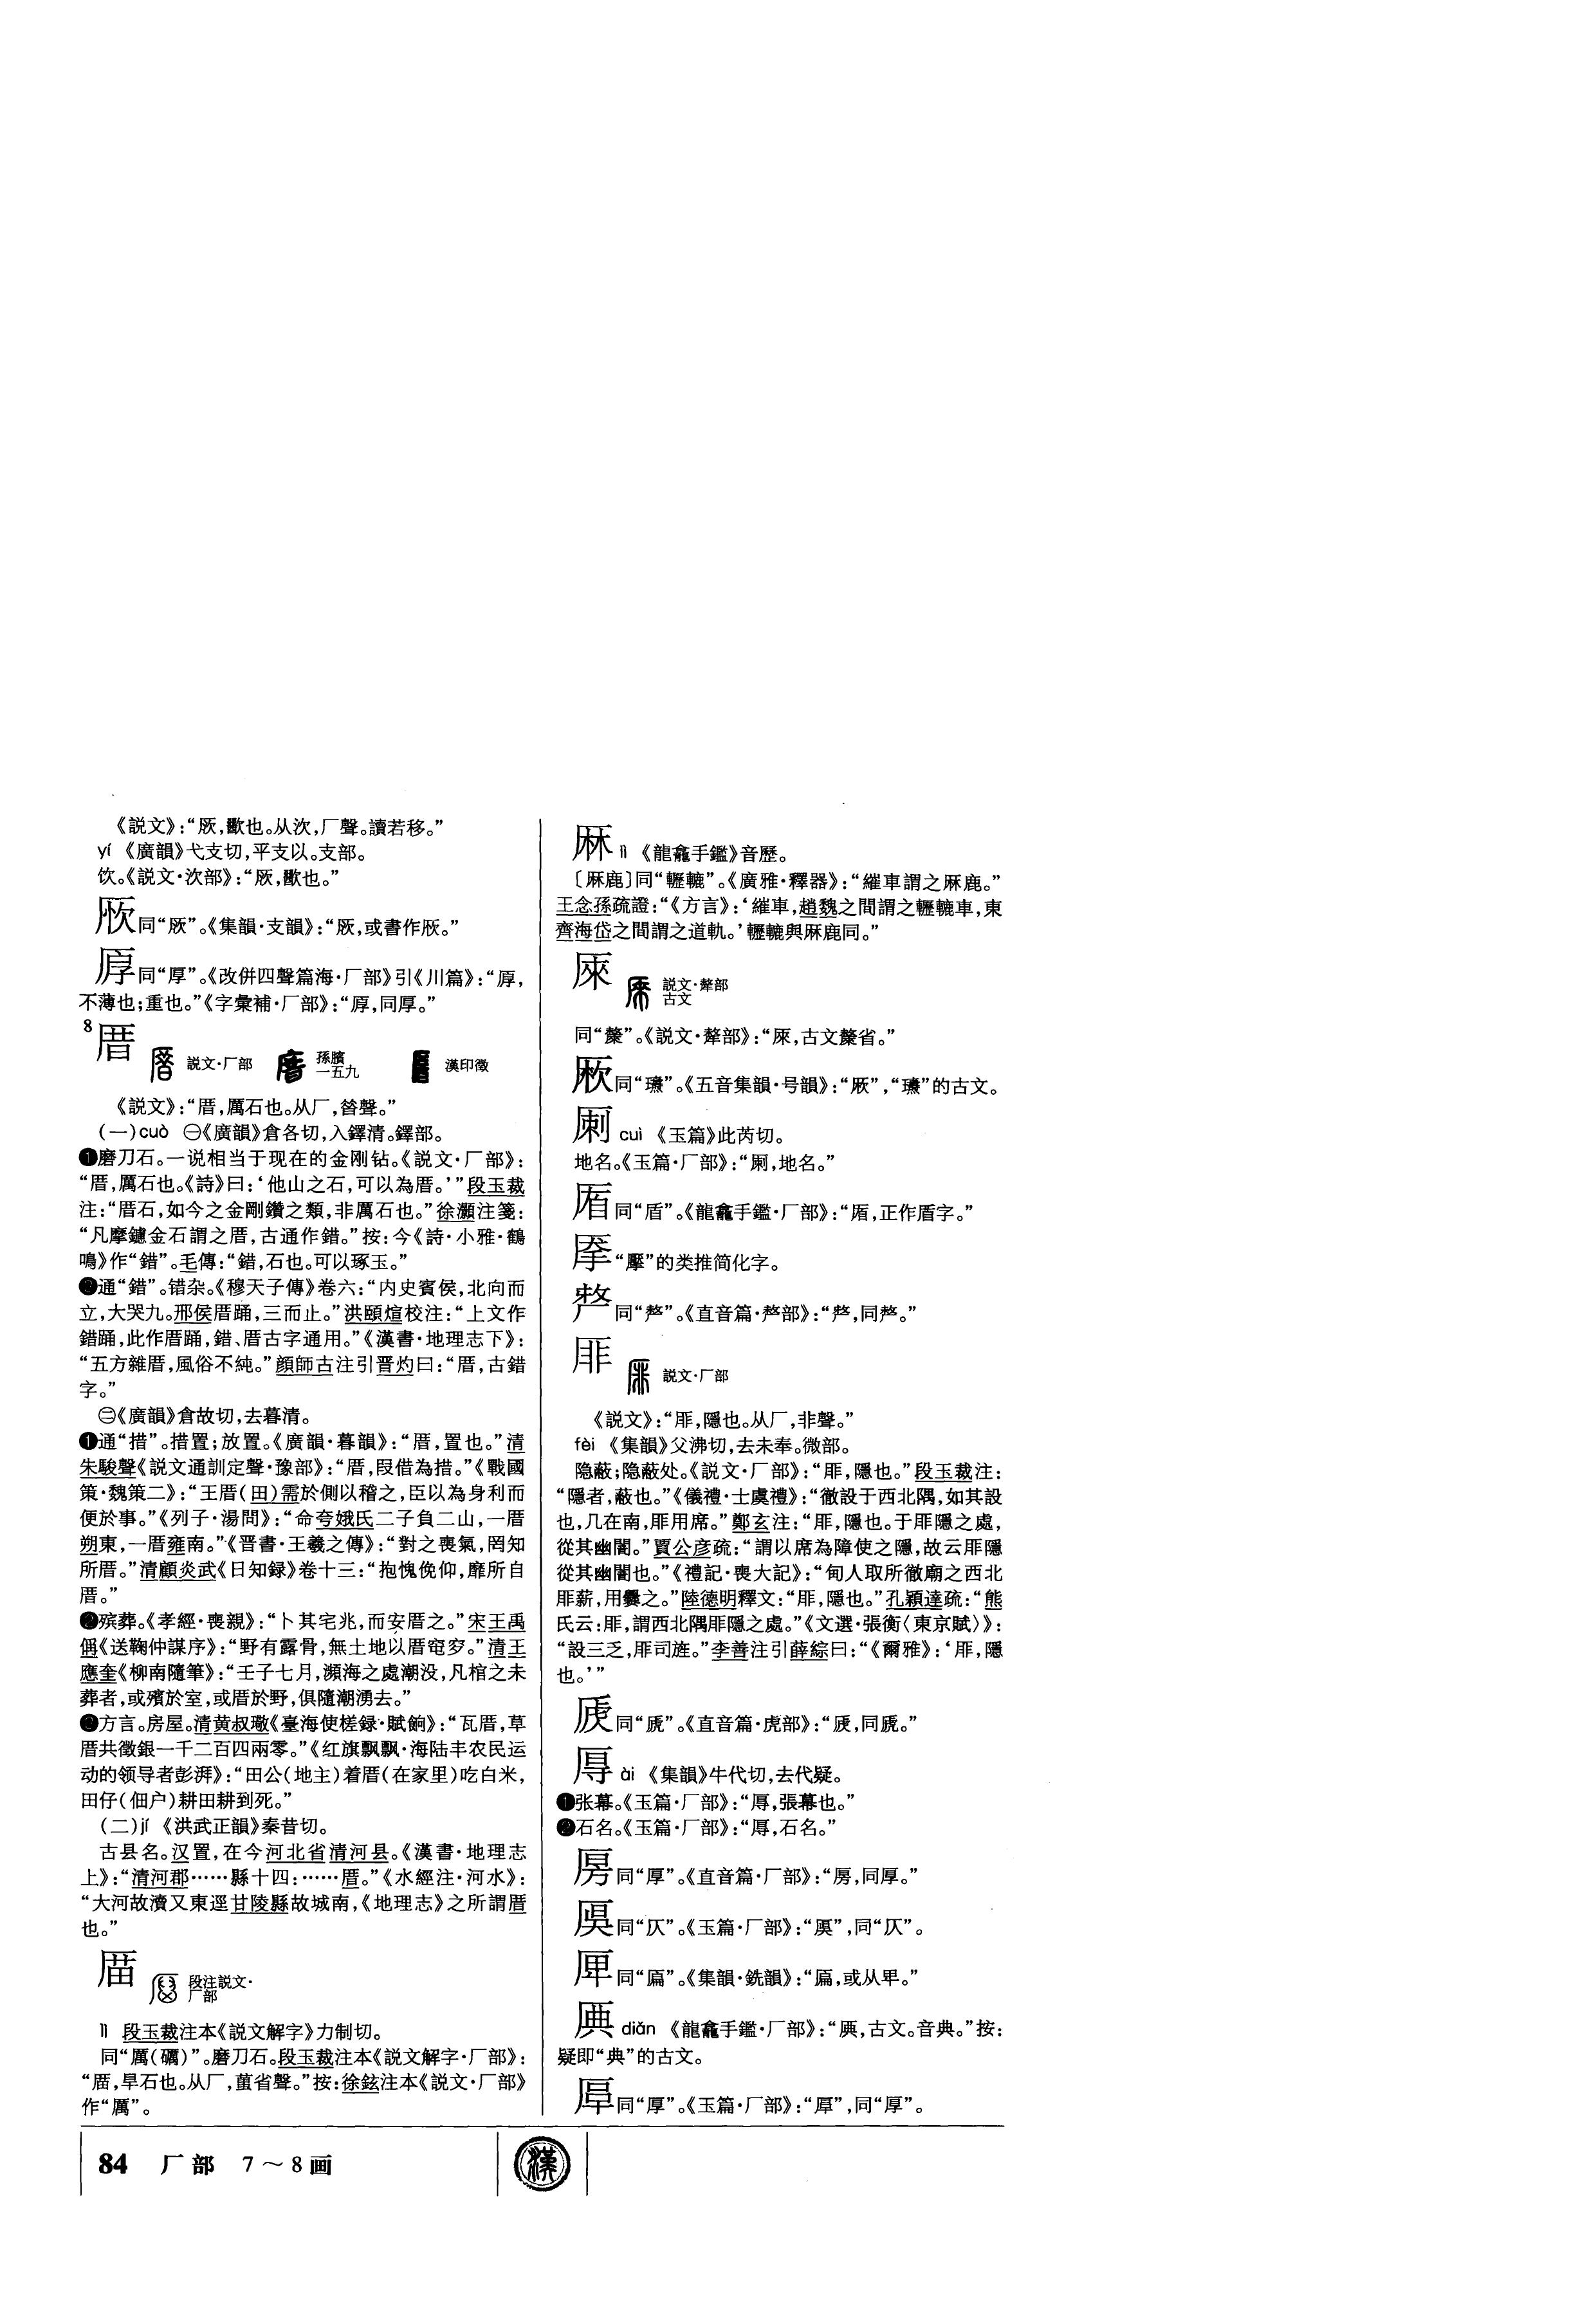 《説文》：“㳄，歠也。从㳄，厂聲。讀若移。”
yí 《廣韻》弋支切，平支以。支部。
饮。《説文·㳄部》：“，歠也。”
同“”。《集韻·支韻》：“，或書作。”
同“厚”。《改併四聲篇海·厂部》引《川篇》：“，
不薄也；重也。”《字彙補·厂部》：“，同厚。”
8 厝 説文·厂部 孫臏 一五九 漢印徵
《説文》：“厝，厲石也。从厂，㫺聲。”
（一）cuò ㊀《廣韻》倉各切，入鐸清。鐸部。
❶磨刀石。一说相当于现在的金刚钻。《説文·厂部》：
“厝，厲石也。《詩》曰：‘他山之石，可以為厝。’”段玉裁
注：“厝石，如今之金剛鑽之類，非厲石也。”徐灝注箋：
“凡摩鑢金石謂之厝，古通作錯。”按：今《詩·小雅·鶴
鳴》作“錯”。毛傳：“錯，石也。可以琢玉。”
❷通“錯”。错杂。《穆天子傳》卷六：“内史賓侯，北向而
立，大哭九。邢侯厝踊，三而止。”洪頤煊校注：“上文作
錯踊，此作厝踊，錯、厝古字通用。”《漢書·地理志下》：
“五方雜厝，風俗不純。”顔師古注引晋灼曰：“厝，古錯
字。”
㊁《廣韻》倉故切，去暮清。
❶通“措”。措置；放置。《廣韻·暮韻》：“厝，置也。”清
朱駿聲《説文通訓定聲·豫部》：“厝，叚借為措。”《戰國
策·魏策二》：“王厝（田）需於側以稽之，臣以為身利而
便於事。”《列子·湯問》：“命夸娥氏二子負二山，一厝
朔東，一厝雍南。”《晋書·王羲之傳》：“對之喪氣，罔知
所厝。”清顧炎武《日知録》卷十三：“抱愧俛仰，靡所自
厝。”
❷殡葬。《孝經·喪親》：“卜其宅兆，而安厝之。”宋王禹
偁《送鞠仲謀序》：“野有露骨，無土地以厝窀穸。”清王
應奎《柳南隨筆》：“壬子七月，瀕海之處潮没，凡棺之未
葬者，或殯於室，或厝於野，俱隨潮湧去。”
❷方言。房屋。清黄叔璥《臺海使槎録·賦餉》：“瓦厝，草
厝共徵銀一千二百四兩零。”《红旗飘飘·海陆丰农民运
动的领导者彭湃》：“田公（地主）着厝（在家里）吃白米，
田仔（佃户）耕田耕到死。”
（二）jí 《洪武正韻》秦昔切。
古县名。汉置，在今河北省清河县。《漢書·地理志
上》：“清河郡……縣十四：……厝。”《水經注·河水》：
“大河故瀆又東逕甘陵縣故城南，《地理志》之所謂厝
也。”
段注説文·厂部
lì 段玉裁注本《説文解字》力制切。
同“厲（礪）”。磨刀石。段玉裁注本《説文解字·厂部》：
“，旱石也。从厂，蠆省聲。”按：徐鉉注本《説文·厂部》
作“厲”。
厤 lì 《龍龕手鑑》音歷。
〔厤鹿〕同“轣轆”。《廣雅·釋器》：“維車謂之厤鹿。”
王念孫疏證：“《方言》：‘維車，趙魏之間謂之轣轆車，東
齊海岱之間謂之道軌。’轣轆與厤鹿同。”
説文·犛部 古文
同“斄”。《説文·犛部》：“，古文斄省。”
同“”。《五音集韻·号韻》：“”，“”的古文。
cuì 《玉篇》此芮切。
地名。《玉篇·厂部》：“，地名。”
同“盾”。《龍龕手鑑·厂部》：“，正作盾字。”
“”的类推简化字。
同“”。《直音篇·部》：“，同。”
厞 説文·厂部
《説文》：“厞，隱也。从厂，非聲。”
fèi 《集韻》父沸切，去未奉。微部。
隐蔽；隐蔽处。《説文·厂部》：“厞，隱也。”段玉裁注：
“隱者，蔽也。”《儀禮·士虞禮》：“徹設于西北隅，如其設
也，几在南，厞用席。”鄭玄注：“厞，隱也。于厞隱之處，
從其幽闇。”賈公彦疏：“謂以席為障使之隱，故云厞隱
從其幽闇也。”《禮記·喪大記》：“甸人取所徹廟之西北
厞薪，用爨之。”陸德明釋文：“厞，隱也。”孔穎達疏：“熊
氏云：厞，謂西北隅厞隱之處。”《文選·張衡〈東京賦〉》：
“設三乏，厞司旌。”李善注引薛綜曰：“《爾雅》：‘厞，隱
也。’”
同“虒”。《直音篇·虎部》：“，同虒。”
ài 《集韻》牛代切，去代疑。
❶张幕。《玉篇·厂部》：“，張幕也。”
❷石名。《玉篇·厂部》：“，石名。”
同“厚”。《直音篇·厂部》：“，同厚。”
同“仄”。《玉篇·厂部》：“”，同“仄”。
同“”。《集韻·銑韻》：“，或从。”
diǎn 《龍龕手鑑·厂部》：“，古文。音典。”按：
疑即“典”的古文。
同“厚”。《玉篇·厂部》：“”，同“厚”。
84 厂部 7～8画
漢